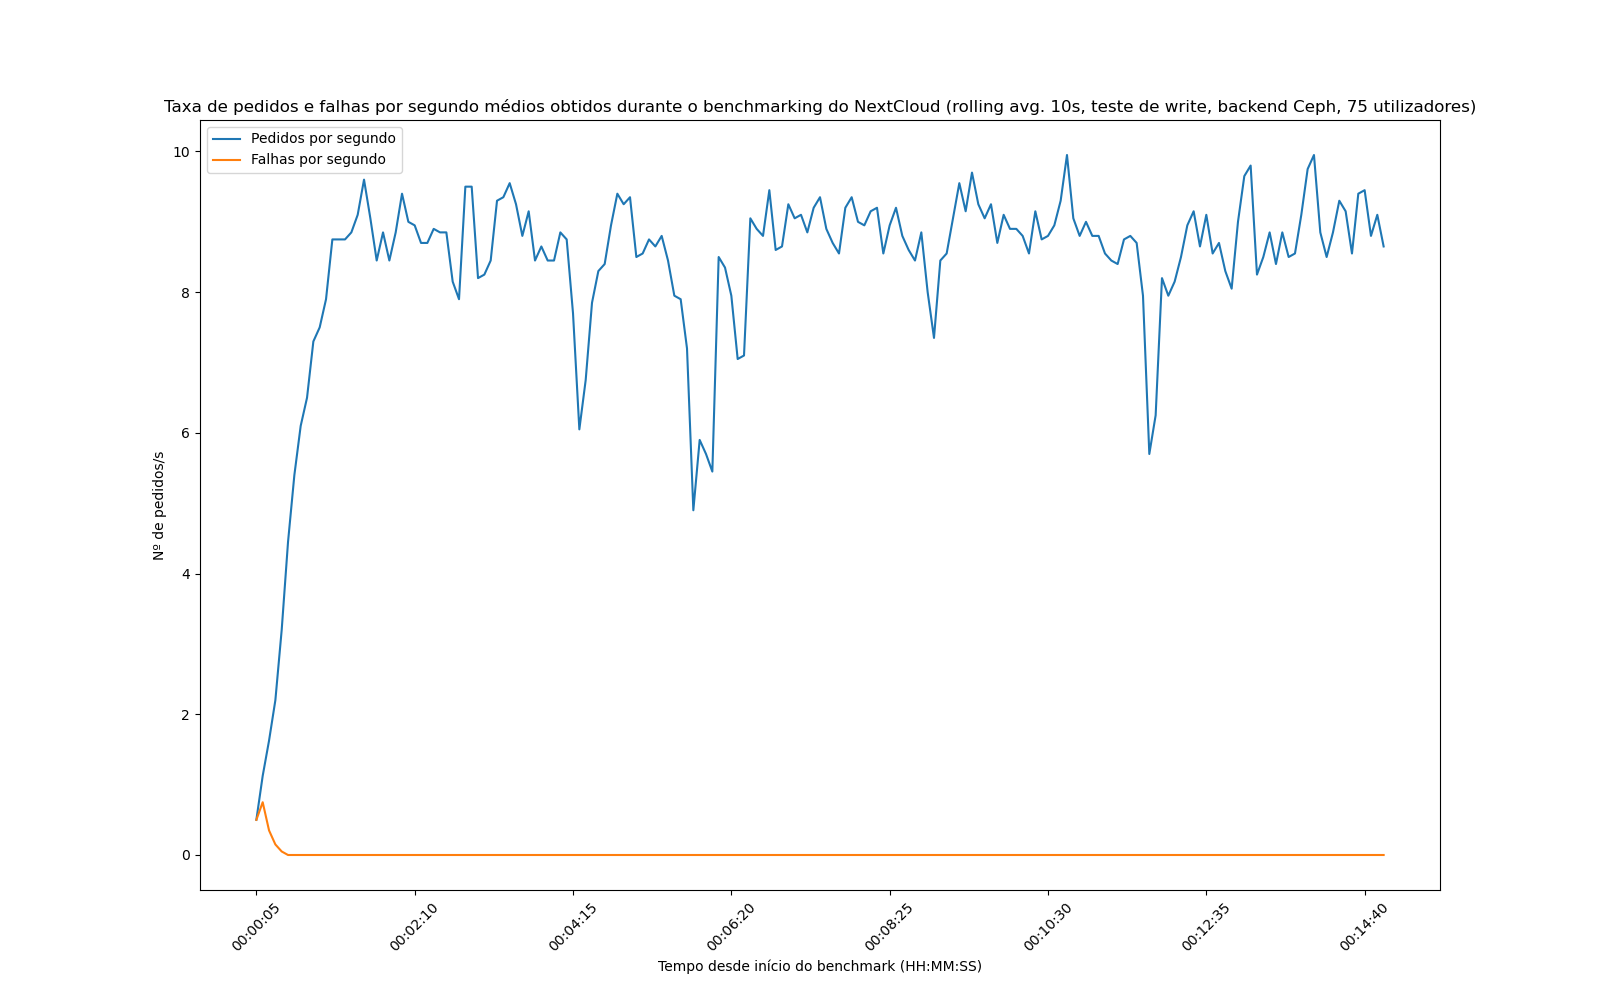 Taxa de pedidos e falhas por segundo médios obtidos durante o benchmarking do NextCloud (rolling avg. 10s, teste de write, backend Ceph, 75 utilizadores)
Pedidos por segundo
Falhas por segundo
10
8
6
4
2
0
Nº de pedidos/s
00:00:05
00:02:10
00:04:15
00:06:20
00:08:25
00:10:30
00:12:35
00:14:40
Tempo desde início do benchmark (HH:MM:SS)